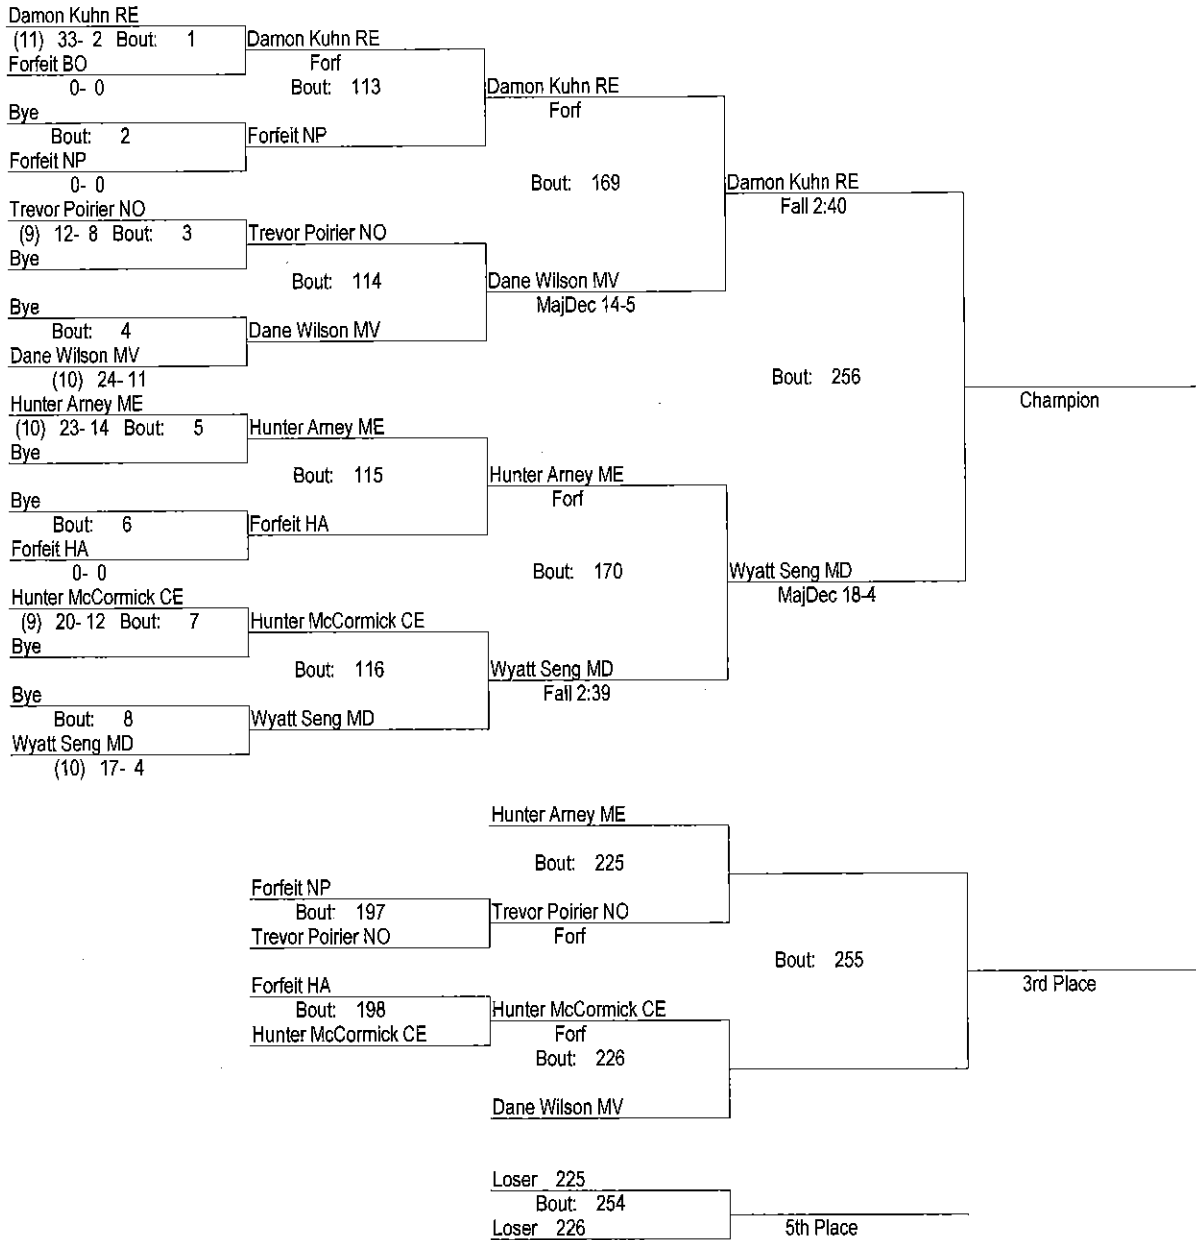 Damon Kuhn RE
(11) 33- 2 Bout: 1
Forfeit BO
0- 0
Bye
Bout: 2
Forfeit NP
0- 0
Trevor Poirier NO
(9) 12- 8 Bout: 3
Bye
Bye
Bout: 4
Dane Wilson MV
(10) 24- 11
Hunter Arney ME
(10) 23- 14 Bout: 5
Bye
Bye
Bout: 6
Forfeit HA
0- 0
Hunter McCormick CE
(9) 20- 12 Bout: 7
Bye
Bye
Bout: 8
Wyatt Seng MD
(10) 17- 4
Damon Kuhn RE
Forf
Bout: 113
Forfeit NP
Trevor Poirier NO
Bout: 114
Dane Wilson MV
Hunter Arney ME
Bout: 115
Forfeit HA
Hunter McCormick CE
Bout: 116
Wyatt Seng MD
Damon Kuhn RE
Forf
Bout: 169
Dane Wilson MV
MajDec 14-5
Hunter Arney ME
Forf
Bout: 170
Wyatt Seng MD
Fall 2:39
Damon Kuhn RE
Fall 2:40
Bout: 256
Wyatt Seng MD
MajDec 18-4
Champion
Forfeit NP
Bout: 197
Trevor Poirier NO
Forfeit HA
Bout: 198
Hunter McCormick CE
Hunter Arney ME
Bout: 225
Trevor Poirier NO
Forf
Hunter McCormick CE
Forf
Bout: 226
Dane Wilson MV
Bout: 255
3rd Place
Loser 225
Bout: 254
Loser 226
5th Place